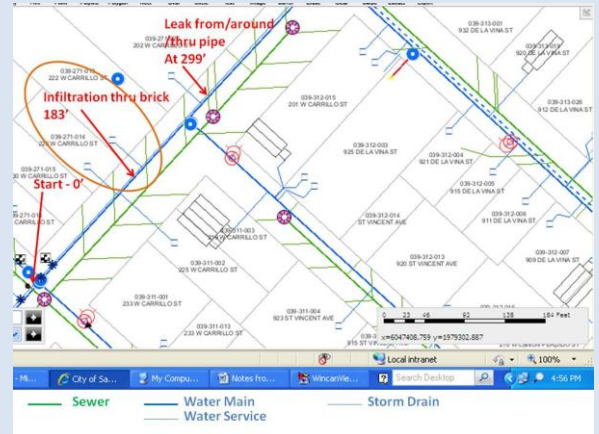 Leak from/around
/thru pipe
At 299'
202 W CARRILLO ST
039-313-001
932 DE LA VINA ST
039-271-015
222 W CARRILLO ST
Infiltration thru brick
183'
039-271-016
039-312-015
201 W CARRILLO ST
039-313-026
912 DE LA VINA ST
039-312-003
925 DE LA VINA ST
039-312-004
921 DE LA VINA ST
039-312-005
915 DE LA VINA ST
Start - 0'
039-312-006
911 DE LA VINA ST
039-312-014
ST VINCENT AVE
039-311-003
W CARRILLO ST
039-311-002
225 W CARRILLO ST
039-312-013
920 ST VINCENT AVE
039-312-007
909 DE LA VINA ST
039-311-001
233 W CARRILLO ST
039-311-004
923 ST VINCENT AVE
039-311-013
233 W CARRILLO ST
0 23 46 92 138 184 Feet
x=6047408.759 y=1979302.887
Local intranet
100%
- Mi...
City of Sa...
My Compu...
Notes fro...
WincanVie...
Search Desktop
4:56 PM
Sewer
Water Main
Storm Drain
Water Service